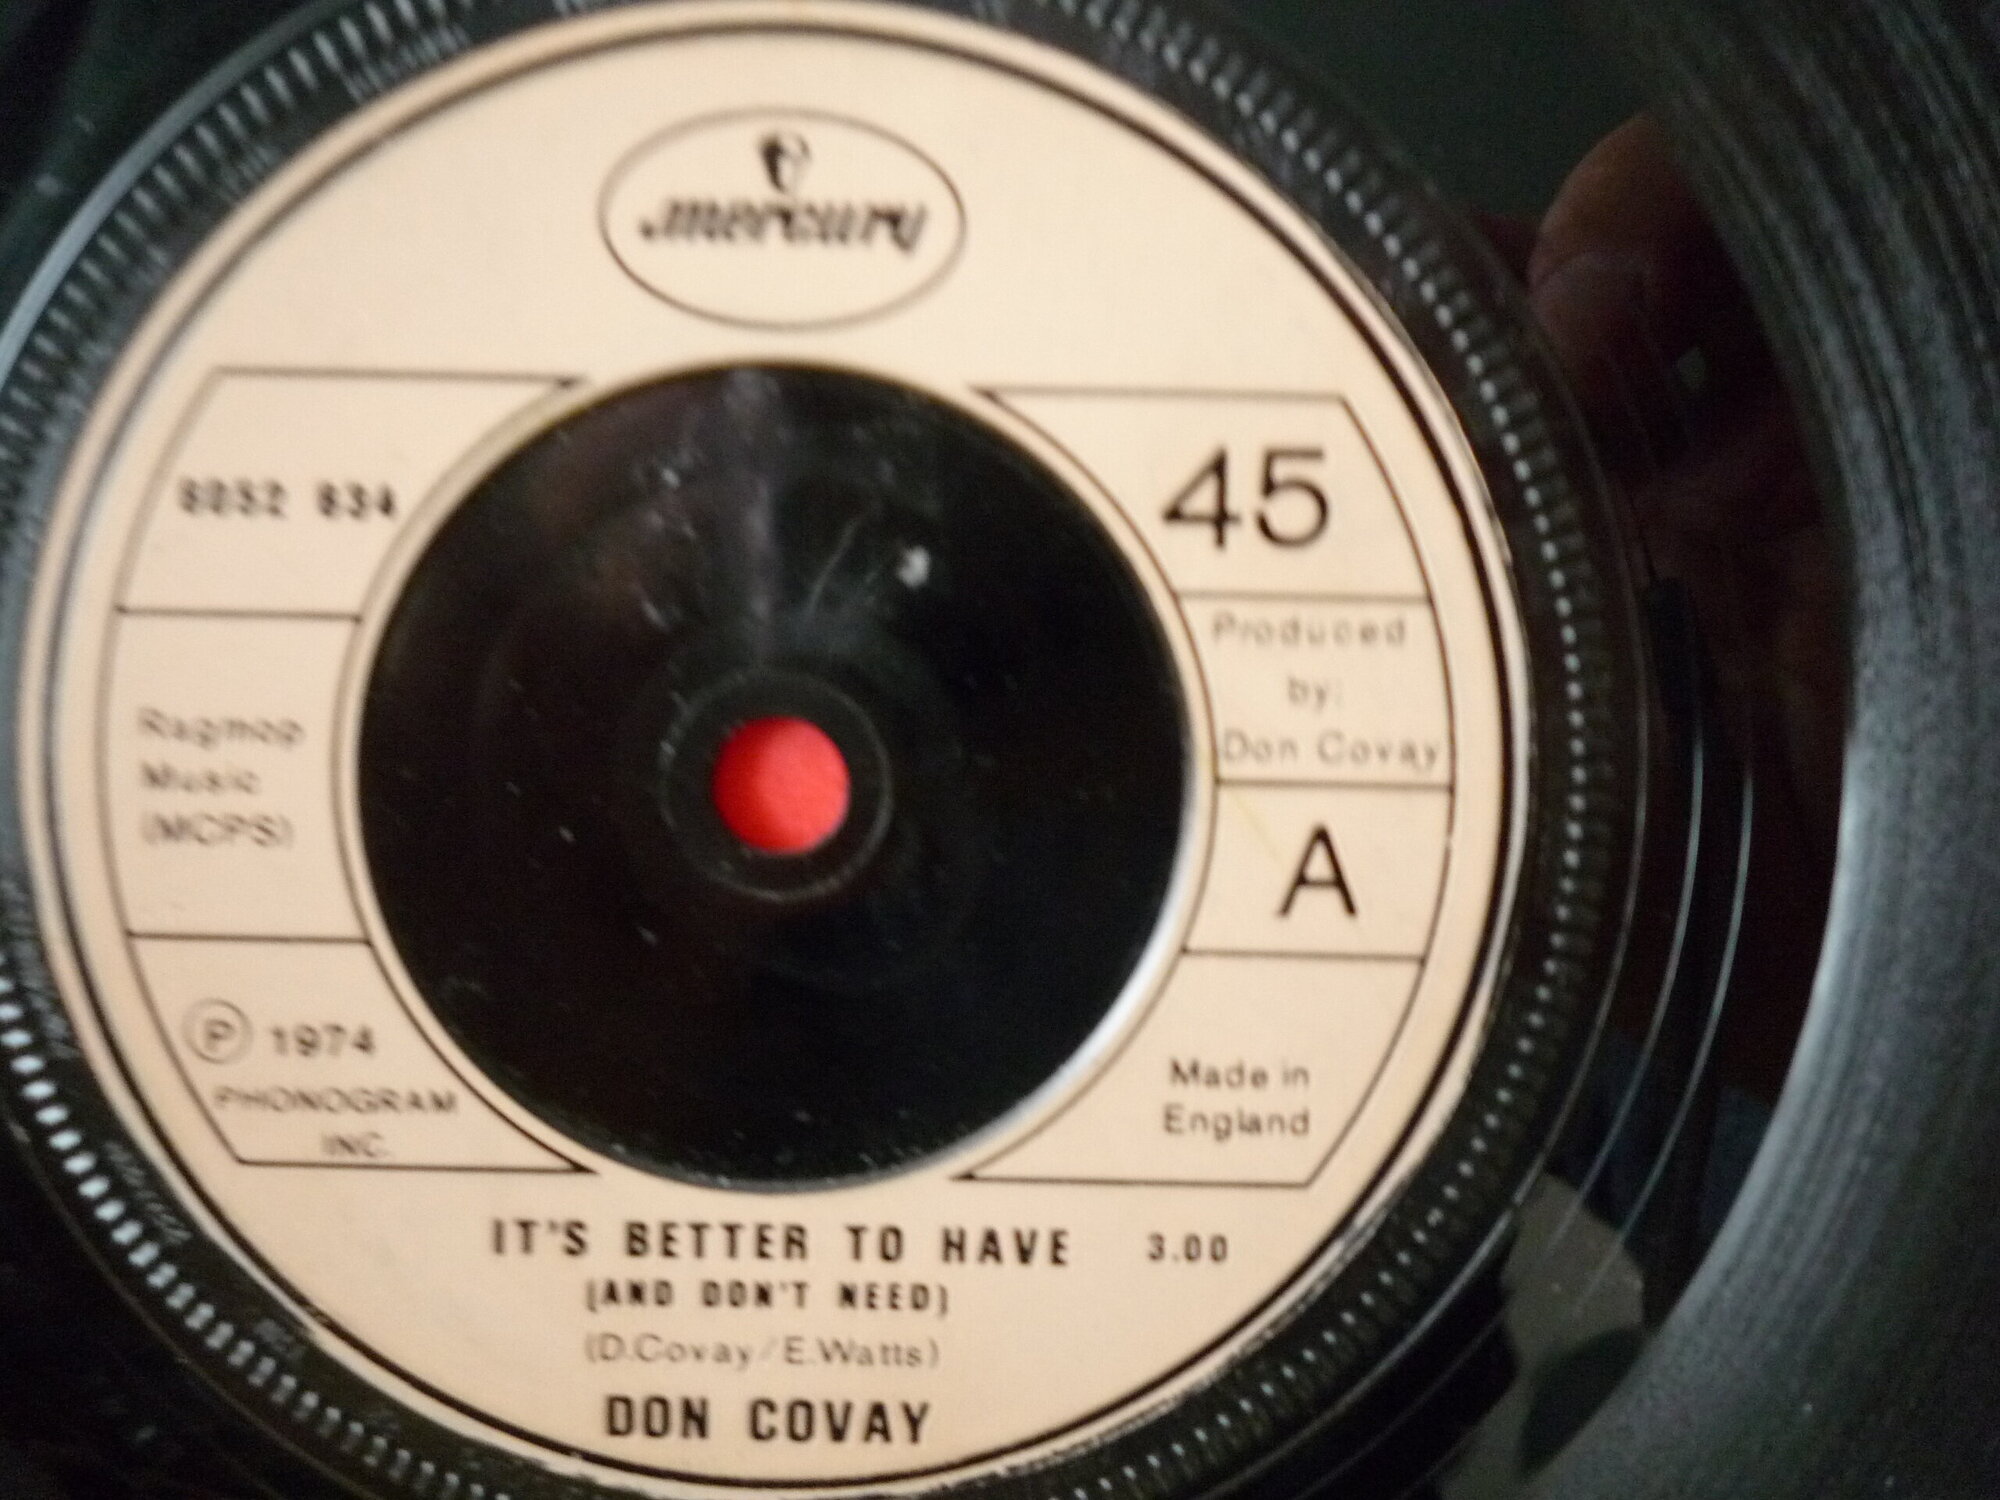 mercury
6052 634
45
Produced
by:
Don Covay
Ragmop
Music
(MCPS)
A
Ⓟ 1974
PHONOGRAM
INC.
Made in
England
IT'S BETTER TO HAVE 3.00
(AND DON'T NEED)
(D.Covay/E.Watts)
DON COVAY